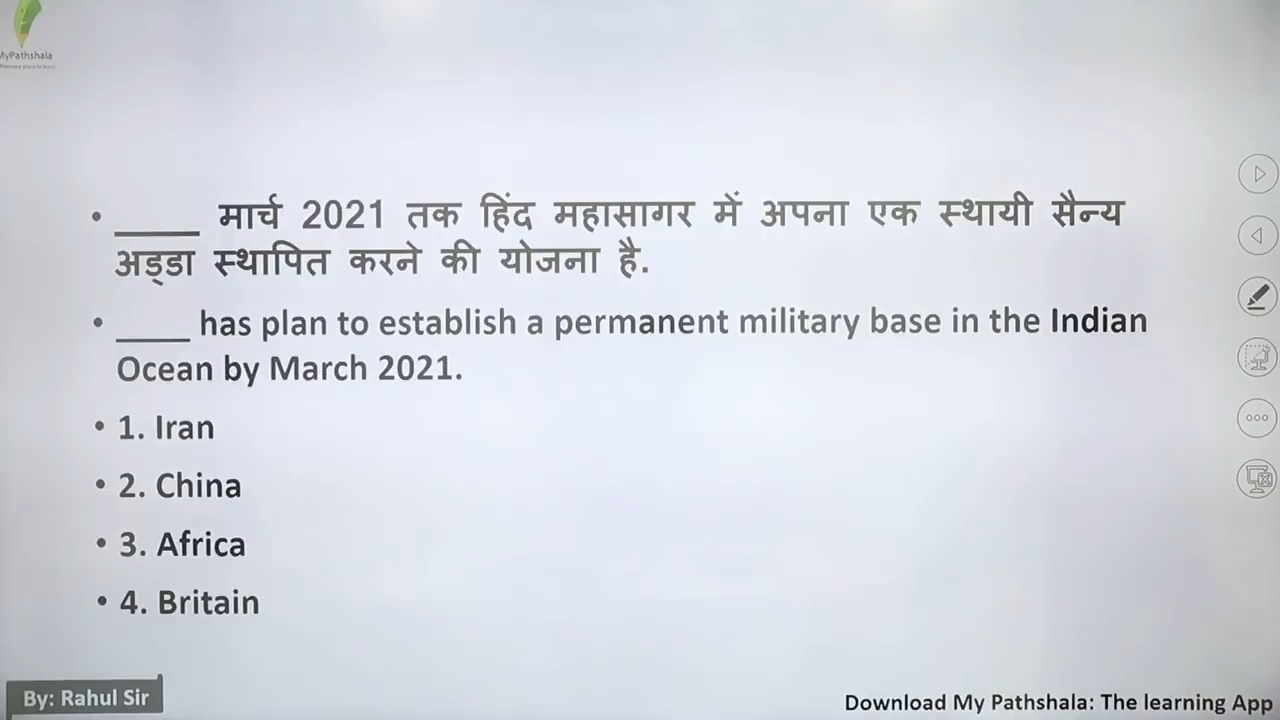 MyPathshala
_____ मार्च 2021 तक हिंद महासागर में अपना एक स्थायी सैन्य
अड्डा स्थापित करने की योजना है.
____ has plan to establish a permanent military base in the Indian
Ocean by March 2021.
1. Iran
2. China
3. Africa
4. Britain
By: Rahul Sir
Download My Pathshala: The learning App